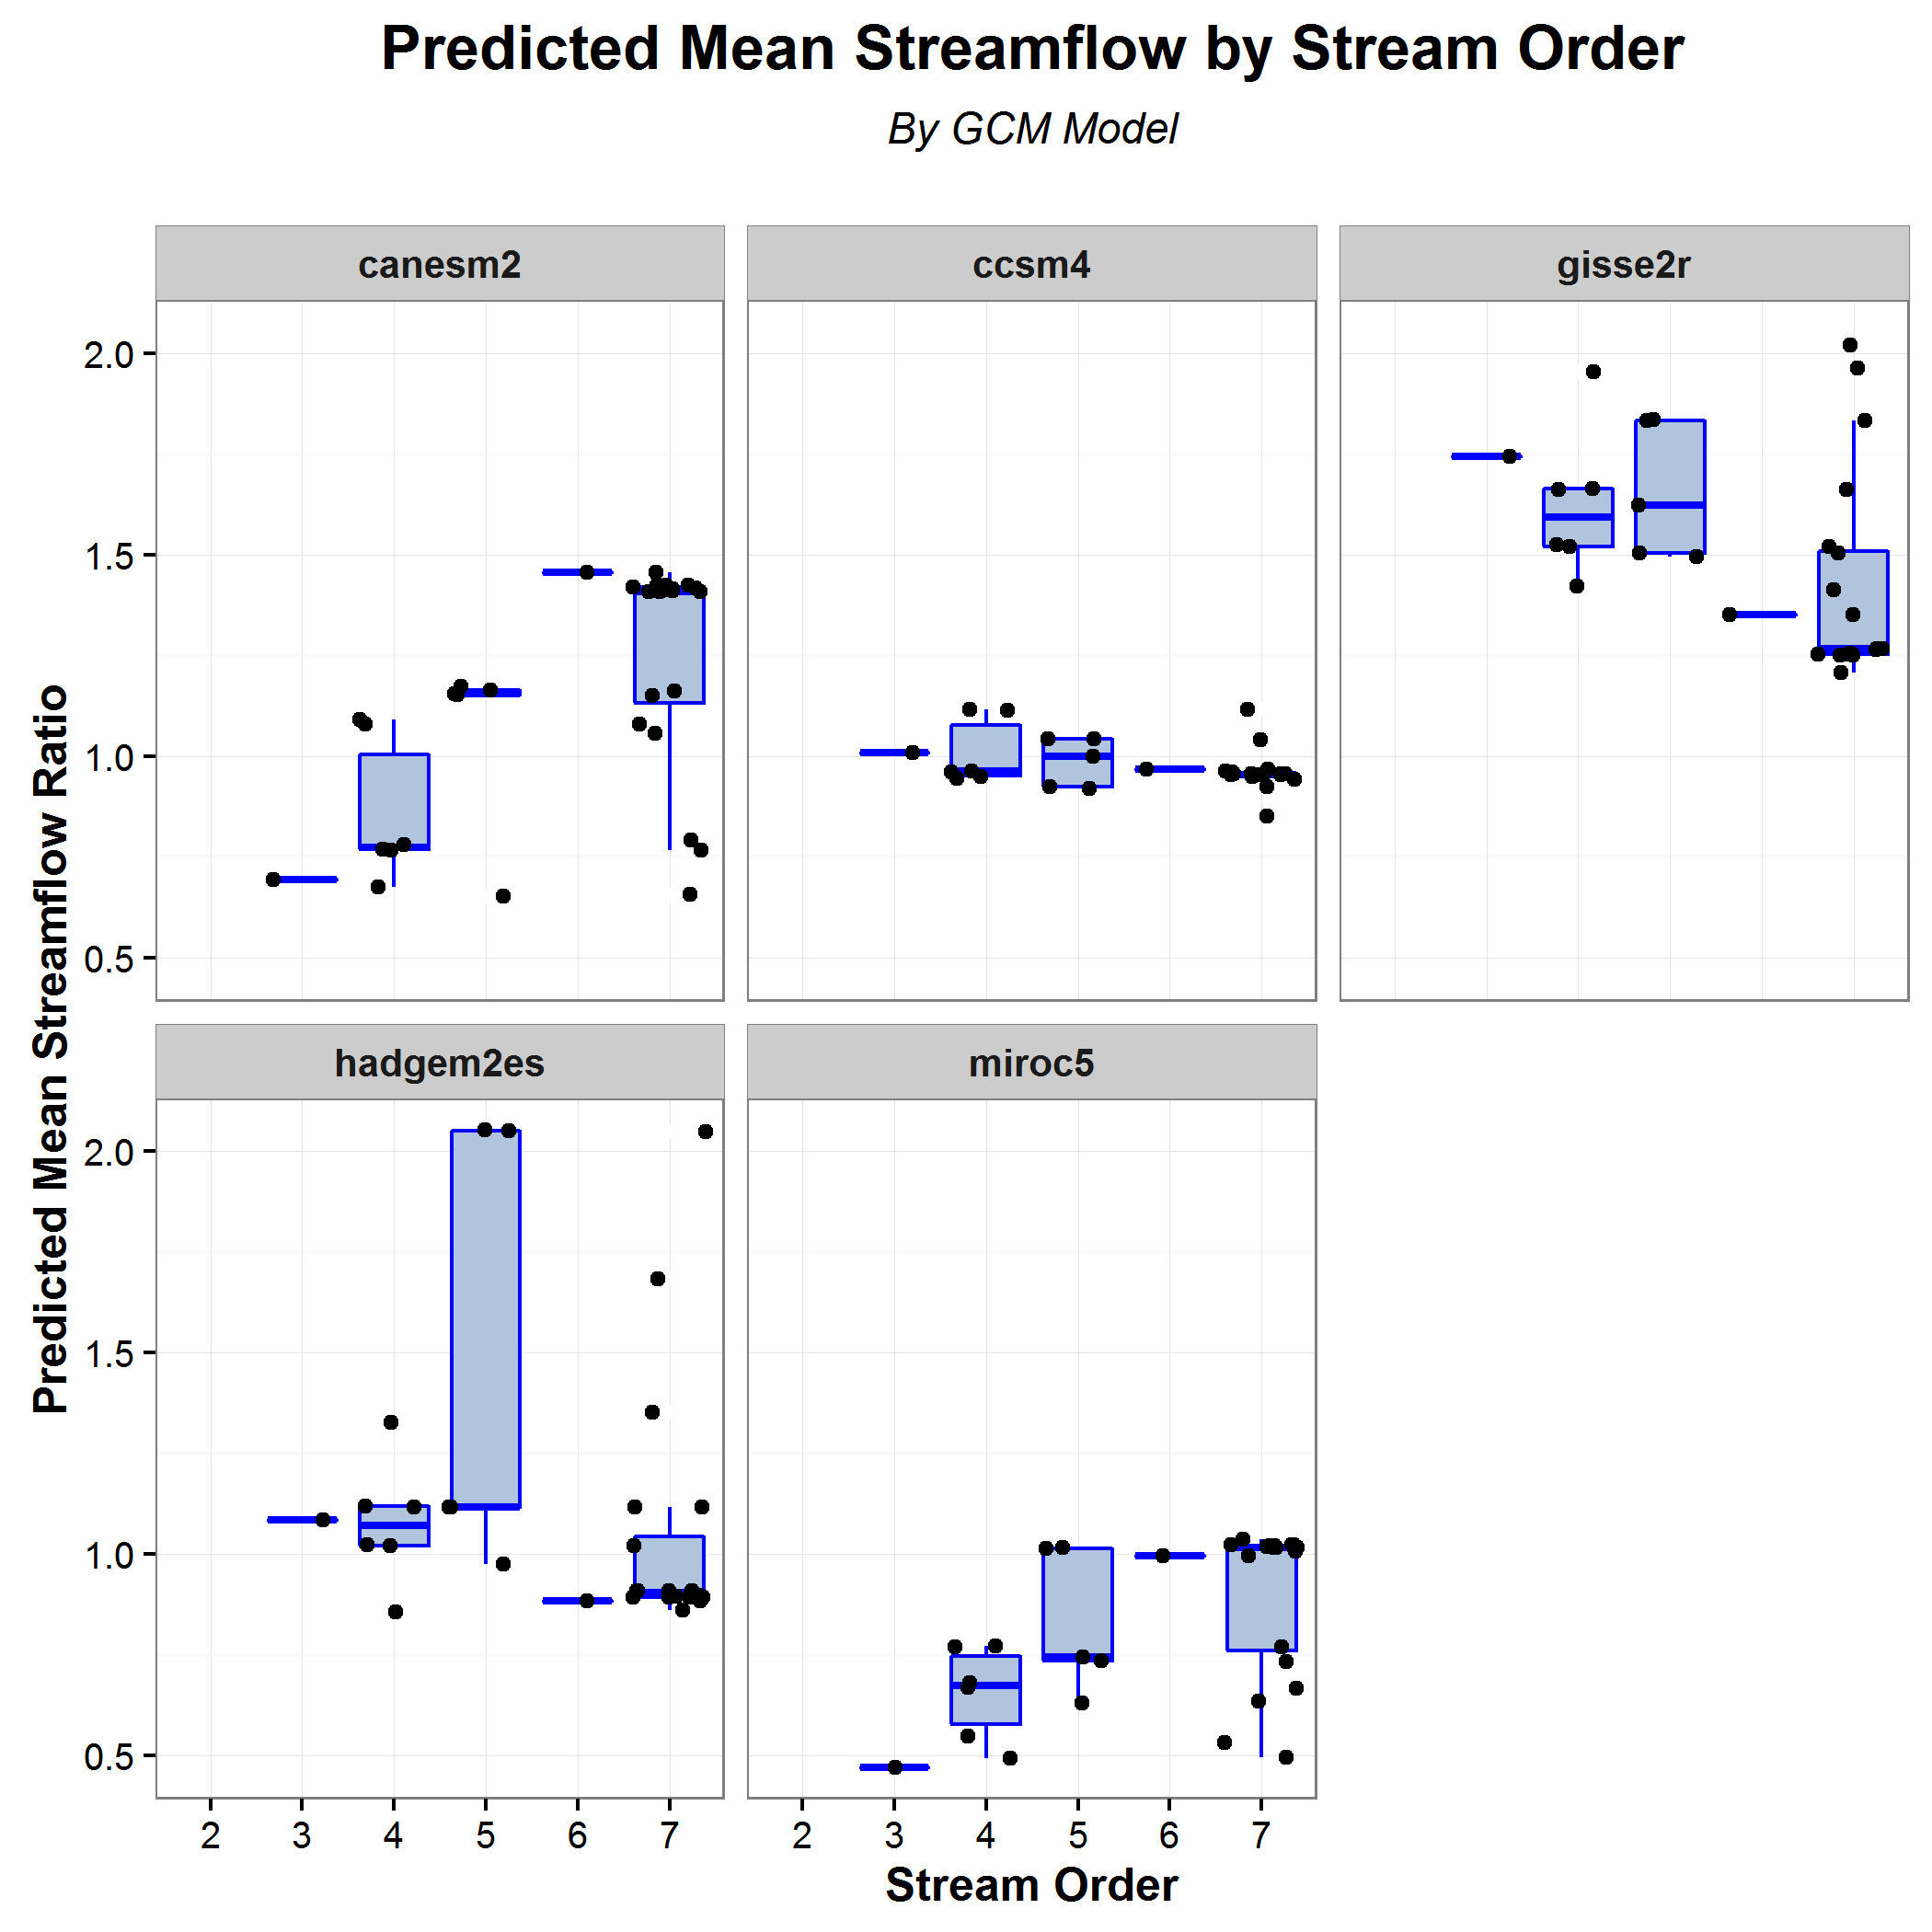 Predicted Mean Streamflow by Stream Order
By GCM Model
canesm2
ccsm4
gisse2r
2.0
1.5
1.0
0.5
hadgem2es
miroc5
2.0
1.5
1.0
0.5
2 3 4 5 6 7
2 3 4 5 6 7
Stream Order
Predicted Mean Streamflow Ratio